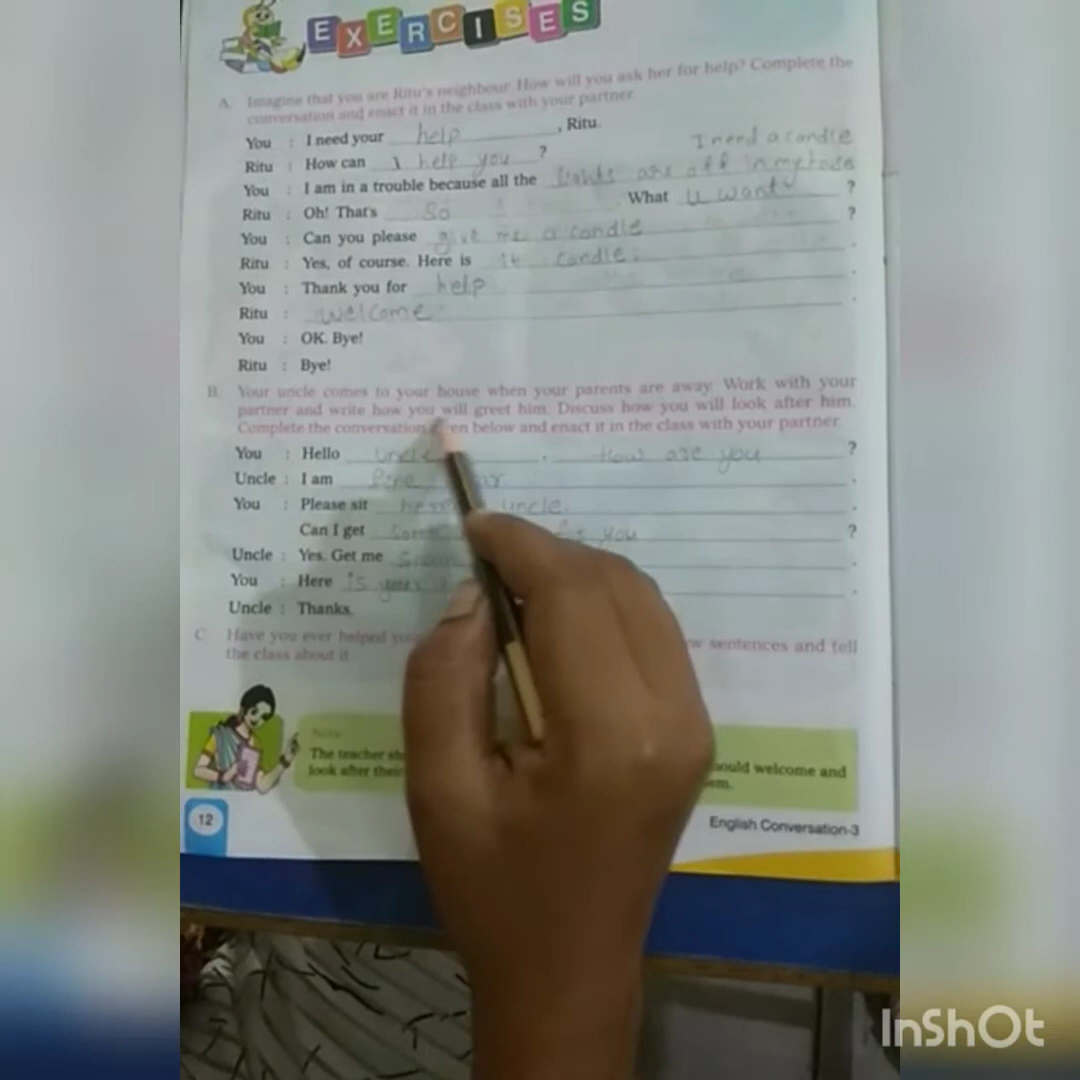 EXERCISES
A. Imagine that you are Ritu's neighbour. How will you ask her for help? Complete the
conversation and enact it in the class with your partner.
You : I need your help, Ritu.
I need a candle
Ritu : How can I help you ?
You : I am in a trouble because all the lights are off in my house
Ritu : Oh! That's so . What u want ?
You : Can you please give me a candle ?
Ritu : Yes, of course. Here is it candle.
You : Thank you for help .
Ritu : welcome .
You : OK. Bye!
Ritu : Bye!
B. Your uncle comes to your house when your parents are away. Work with your
partner and write how you will greet him. Discuss how you will look after him.
Complete the conversation given below and enact it in the class with your partner.
You : Hello uncle . How are you ?
Uncle : I am fine .
You : Please sit here uncle.
Can I get some you ?
Uncle : Yes. Get me .
You : Here is your .
Uncle : Thanks.
C. Have you ever helped sentences and tell
the class about it.
Note
The teacher should welcome and
look after their
12
English Conversation-3
InShOt